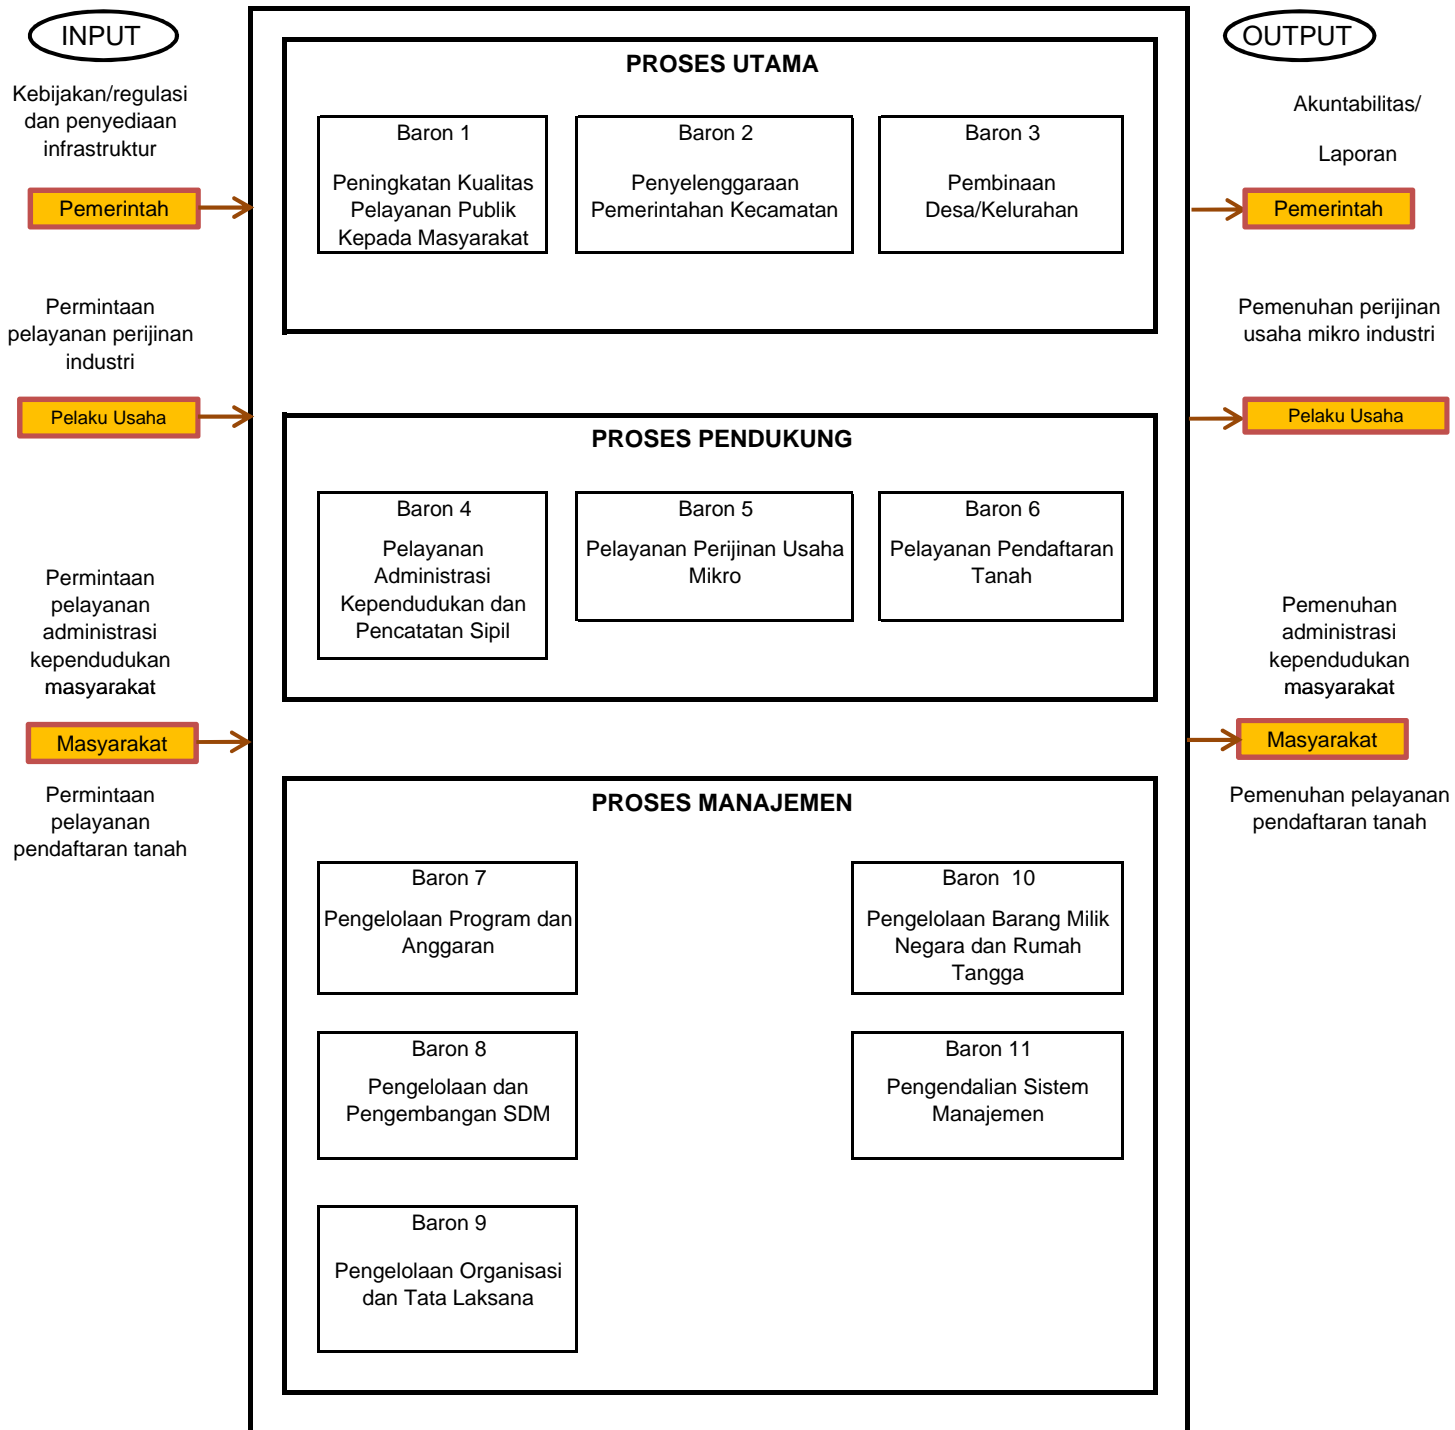 INPUT
Kebijakan/regulasi
dan penyediaan
infrastruktur
Pemerintah
Permintaan
pelayanan perijinan
industri
Pelaku Usaha
Permintaan
pelayanan
administrasi
kependudukan
masyarakat
Masyarakat
Permintaan
pelayanan
pendaftaran tanah
PROSES UTAMA
Baron 1
Peningkatan Kualitas
Pelayanan Publik
Kepada Masyarakat
Baron 2
Penyelenggaraan
Pemerintahan Kecamatan
Baron 3
Pembinaan
Desa/Kelurahan
PROSES PENDUKUNG
Baron 4
Pelayanan
Administrasi
Kependudukan dan
Pencatatan Sipil
Baron 5
Pelayanan Perijinan Usaha
Mikro
Baron 6
Pelayanan Pendaftaran
Tanah
PROSES MANAJEMEN
Baron 7
Pengelolaan Program dan
Anggaran
Baron 8
Pengelolaan dan
Pengembangan SDM
Baron 9
Pengelolaan Organisasi
dan Tata Laksana
Baron  10
Pengelolaan Barang Milik
Negara dan Rumah
Tangga
Baron 11
Pengendalian Sistem
Manajemen
OUTPUT
Akuntabilitas/
Laporan
Pemerintah
Pemenuhan perijinan
usaha mikro industri
Pelaku Usaha
Pemenuhan
administrasi
kependudukan
masyarakat
Masyarakat
Pemenuhan pelayanan
pendaftaran tanah